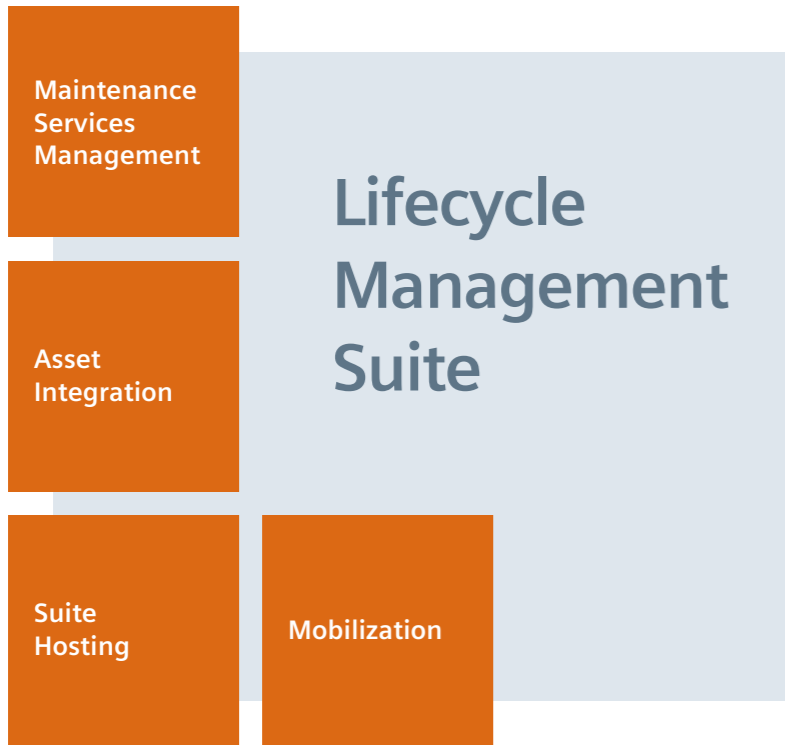 Maintenance
Services
Management
Lifecycle
Management
Suite
Asset
Integration
Suite
Hosting
Mobilization